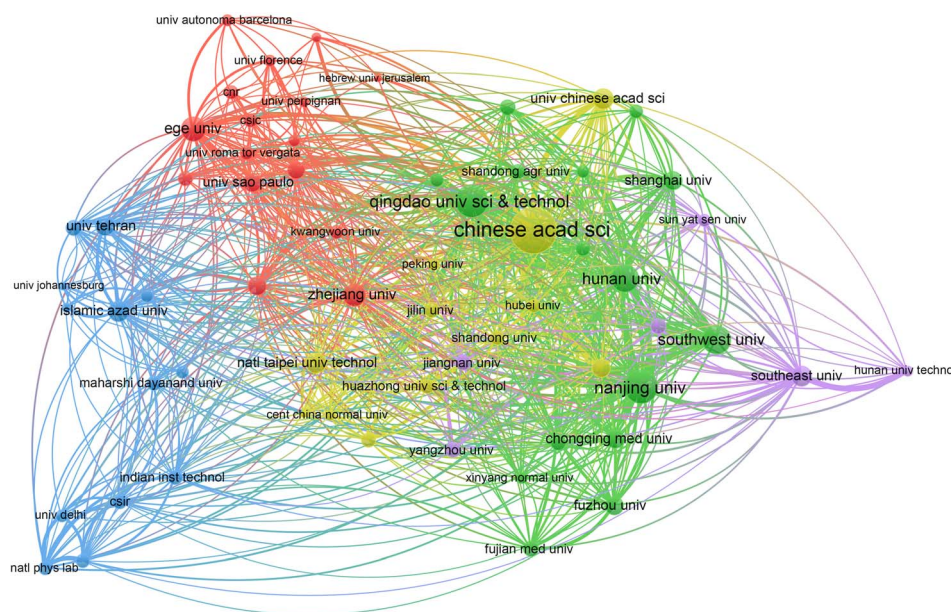 univ autonoma barcelona
univ florence
hebrew univ jerusalem
cnr
univ perpignan
univ chinese acad sci
csic
ege univ
univ roma tor vergata
shandong agr univ
univ sao paulo
shanghai univ
qingdao univ sci & technol
sun yat sen univ
univ tehran
kwangwoon univ
chinese acad sci
peking univ
hunan univ
univ johannesburg
zhejiang univ
islamic azad univ
jilin univ
hubei univ
shandong univ
southwest univ
natl taipei univ technol
jiangnan univ
hunan univ techno
southeast univ
maharshi dayanand univ
huazhong univ sci & technol
nanjing univ
cent china normal univ
chongqing med univ
yangzhou univ
indian inst technol
xinyang normal univ
csir
fuzhou univ
univ delhi
fujian med univ
natl phys lab